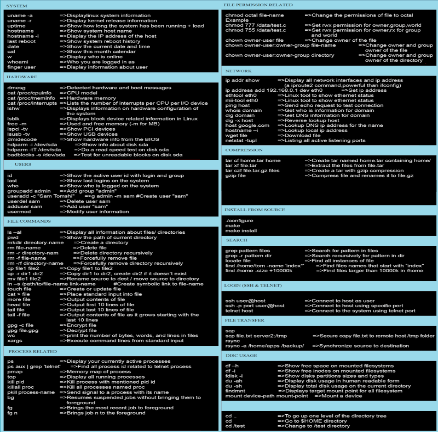 SYSTEM
uname -a =>Displaylinux system information
uname -r =>Display kernel release information
uptime =>Show how long the system has been running + load
hostname =>Show system host name
hostname -i =>Display the IP address of the host
last reboot =>Show system reboot history
date =>Show the current date and time
cal =>Show the month calendar
w =>Display who is online
whoami =>Who you are logged in as
finger user =>Display information about user
HARDWARE
dmesg =>Detected hardware and boot messages
cat /proc/cpuinfo =>CPU model
cat /proc/meminfo =>Hardware memory
cat /proc/interrupts =>Lists the number of interrupts per CPU per I/O device
lshw =>Displays information on hardware configuration of the system
lsblk =>Displays block device related information in Linux
free -m =>Used and free memory (-m for MB)
lspci -tv =>Show PCI devices
lsusb -tv =>Show USB devices
dmidecode =>Show hardware info from the BIOS
hdparm -i /dev/sda =>Show info about disk sda
hdparm -tT /dev/sda =>Do a read speed test on disk sda
badblocks -s /dev/sda =>Test for unreadable blocks on disk sda
USERS
id =>Show the active user id with login and group
last =>Show last logins on the system
who =>Show who is logged on the system
groupadd admin =>Add group "admin"
userdel sam =>Delete user sam
adduser sam =>Add user "sam"
usermod =>Modify user information
FILE COMMANDS
ls -al =>Display all information about files/ directories
pwd =>Show the path of current directory
mkdir directory-name =>Create a directory
rm file-name =>Delete file
rm -r directory-nam =>Delete directory recursively
rm -f file-name =>Forcefully remove file
rm -rf directory-name =>Forcefully remove directory recursively
cp file1 file2 =>Copy file1 to file2
cp -r dir1 dir2 =>Copy dir1 to dir2, create dir2 if it doesn't exist
mv file1 file2 =>Rename source to dest / move source to directory
ln -s /path/to/file-name link-name #Create symbolic link to file-name
touch file =>Create or update file
cat > file =>Place standard input into file
more file =>Output contents of file
head file =>Output first 10 lines of file
tail file =>Output last 10 lines of file
tail -f file =>Output contents of file as it grows starting with the last 10 lines
gpg -c file =>Encrypt file
gpg file.gpg =>Decrypt file
wc =>print the number of bytes, words, and lines in files
xargs =>Execute command lines from standard input
PROCESS RELATED
ps =>Display your currently active processes
ps aux | grep 'telnet' =>Find all process id related to telnet process
pmap =>Memory map of process
top =>Display all running processes
kill pid =>Kill process with mentioned pid id
killall proc =>Kill all processes named proc
pkill process-name =>Send signal to a process with its name
bg =>Resumes suspended job without bringing them to foreground
fg =>Brings the most recent job to foreground
fg n =>Brings job n to the foreground
FILE PERMISSION RELATED
chmod octal file-name =>Change the permissions of file to octal
Example
chmod 777 /data/test.c =>Set rwx permission for owner,group,world
chmod 755 /data/test.c =>Set rwx permission for owner,rx for group and world
chown owner-user file =>Change owner of the file
chown owner-user:owner-group file-name =>Change owner and group owner of the file
chown owner-user:owner-group directory =>Change owner and group owner of the directory
NETWORK
ip addr show =>Display all network interfaces and ip address
ethtool eth0 =>Linux tool to show ethernet status
mii-tool eth0 =>Linux tool to show ethernet status
ping host =>Send echo request to test connection
whois domain =>Get who is information for domain
dig domain =>Get DNS information for domain
dig -x host =>Reverse lookup host
host google.com =>Lookup DNS ip address for the name
hostname -i =>Lookup local ip address
wget file =>Download file
netstat -tupl =>Listing all active listening ports
COMPRESSION
tar cf home.tar home =>Create tar named home.tar containing home/
tar xf file.tar =>Extract the files from file.tar
tar czf file.tar.gz files =>Create a tar with gzip compression
gzip file =>Compress file and renames it to file.gz
INSTALL FROM SOURCE
./configure
make
make install
SEARCH
grep pattern files =>Search for pattern in files
grep -r pattern dir =>Search recursively for pattern in dir
locate file =>Find all instances of file
find /home/tom -name 'index*' =>Find files names that start with "index"
find /home -size +10000k =>Find files larger than 10000k in /home
LOGIN (SSH & TELNET)
ssh user@host =>Connect to host as user
ssh -p port user@host =>Connect to host using specific port
telnet host =>Connect to the system using telnet port
FILE TRANSFER
scp
scp file.txt server2:/tmp =>Secure copy file.txt to remote host /tmp folder
rsync
rsync -a /home/apps /backup/ =>Synchronize source to destination
DISK USAGE
df -h =>Show free space on mounted filesystems
df -i =>Show free inodes on mounted filesystems
fdisk -l =>Show disks partitions sizes and types
du -ah =>Display disk usage in human readable form
du -sh =>Display total disk usage on the current directory
findmnt =>Displays target mount point for all filesystem
mount device-path mount-point =>Mount a device
cd .. =>To go up one level of the directory tree
cd =>Go to $HOME directory
cd /test =>Change to /test directory